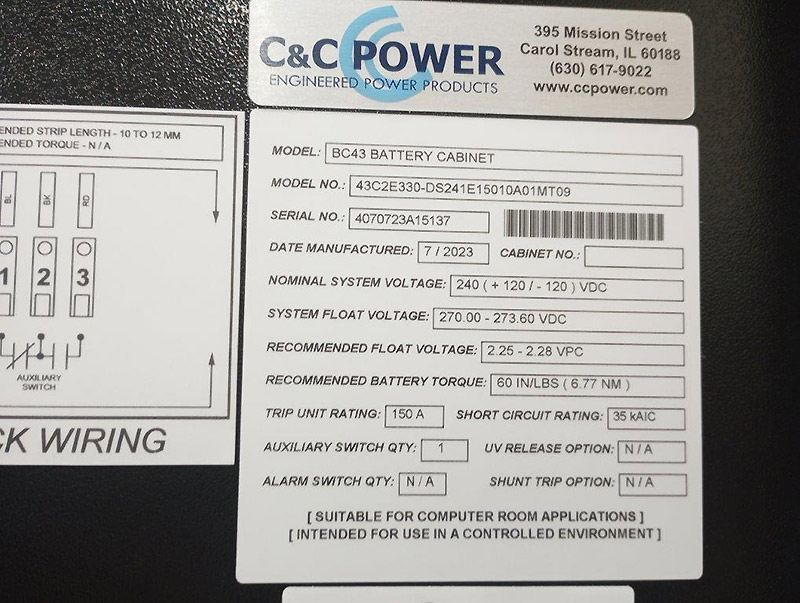 C&C POWER
ENGINEERED POWER PRODUCTS
395 Mission Street
Carol Stream, IL 60188
(630) 617-9022
www.ccpower.com
ENDED STRIP LENGTH - 10 TO 12 MM
ENDED TORQUE - N/A
BL BK RD
1 2 3
AUXILIARY
SWITCH
CK WIRING
MODEL: BC43 BATTERY CABINET
MODEL NO.: 43C2E330-DS241E15010A01MT09
SERIAL NO.: 4070723A15137
DATE MANUFACTURED: 7 / 2023 CABINET NO.:
NOMINAL SYSTEM VOLTAGE: 240 ( + 120 / - 120 ) VDC
SYSTEM FLOAT VOLTAGE: 270.00 - 273.60 VDC
RECOMMENDED FLOAT VOLTAGE: 2.25 - 2.28 VPC
RECOMMENDED BATTERY TORQUE: 60 IN/LBS ( 6.77 NM )
TRIP UNIT RATING: 150 A SHORT CIRCUIT RATING: 35 kAIC
AUXILIARY SWITCH QTY: 1 UV RELEASE OPTION: N / A
ALARM SWITCH QTY: N / A SHUNT TRIP OPTION: N / A
[ SUITABLE FOR COMPUTER ROOM APPLICATIONS ]
[ INTENDED FOR USE IN A CONTROLLED ENVIRONMENT ]